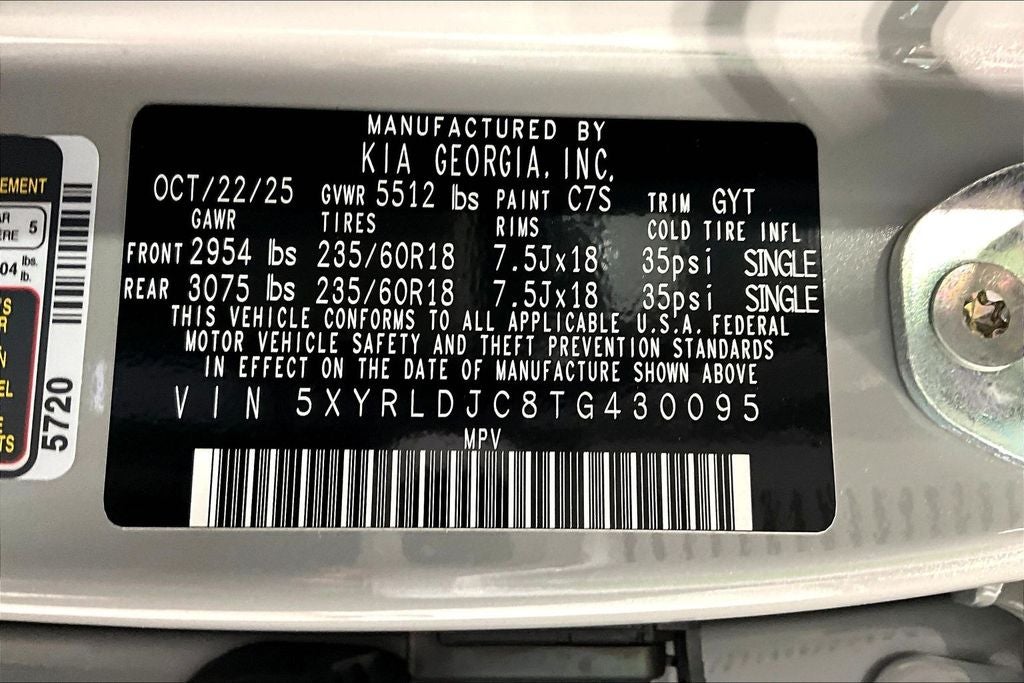 MANUFACTURED BY
KIA GEORGIA, INC.
OCT/22/25 GVWR 5512 lbs PAINT C7S TRIM GYT
GAWR TIRES RIMS COLD TIRE INFL
FRONT 2954 lbs 235/60R18 7.5Jx18 35psi SINGLE
REAR 3075 lbs 235/60R18 7.5Jx18 35psi SINGLE
THIS VEHICLE CONFORMS TO ALL APPLICABLE U.S.A. FEDERAL
MOTOR VEHICLE SAFETY AND THEFT PREVENTION STANDARDS
IN EFFECT ON THE DATE OF MANUFACTURE SHOWN ABOVE
VIN 5XYRLDJC8TG430095
MPV
5
lbs.
lb.
5720